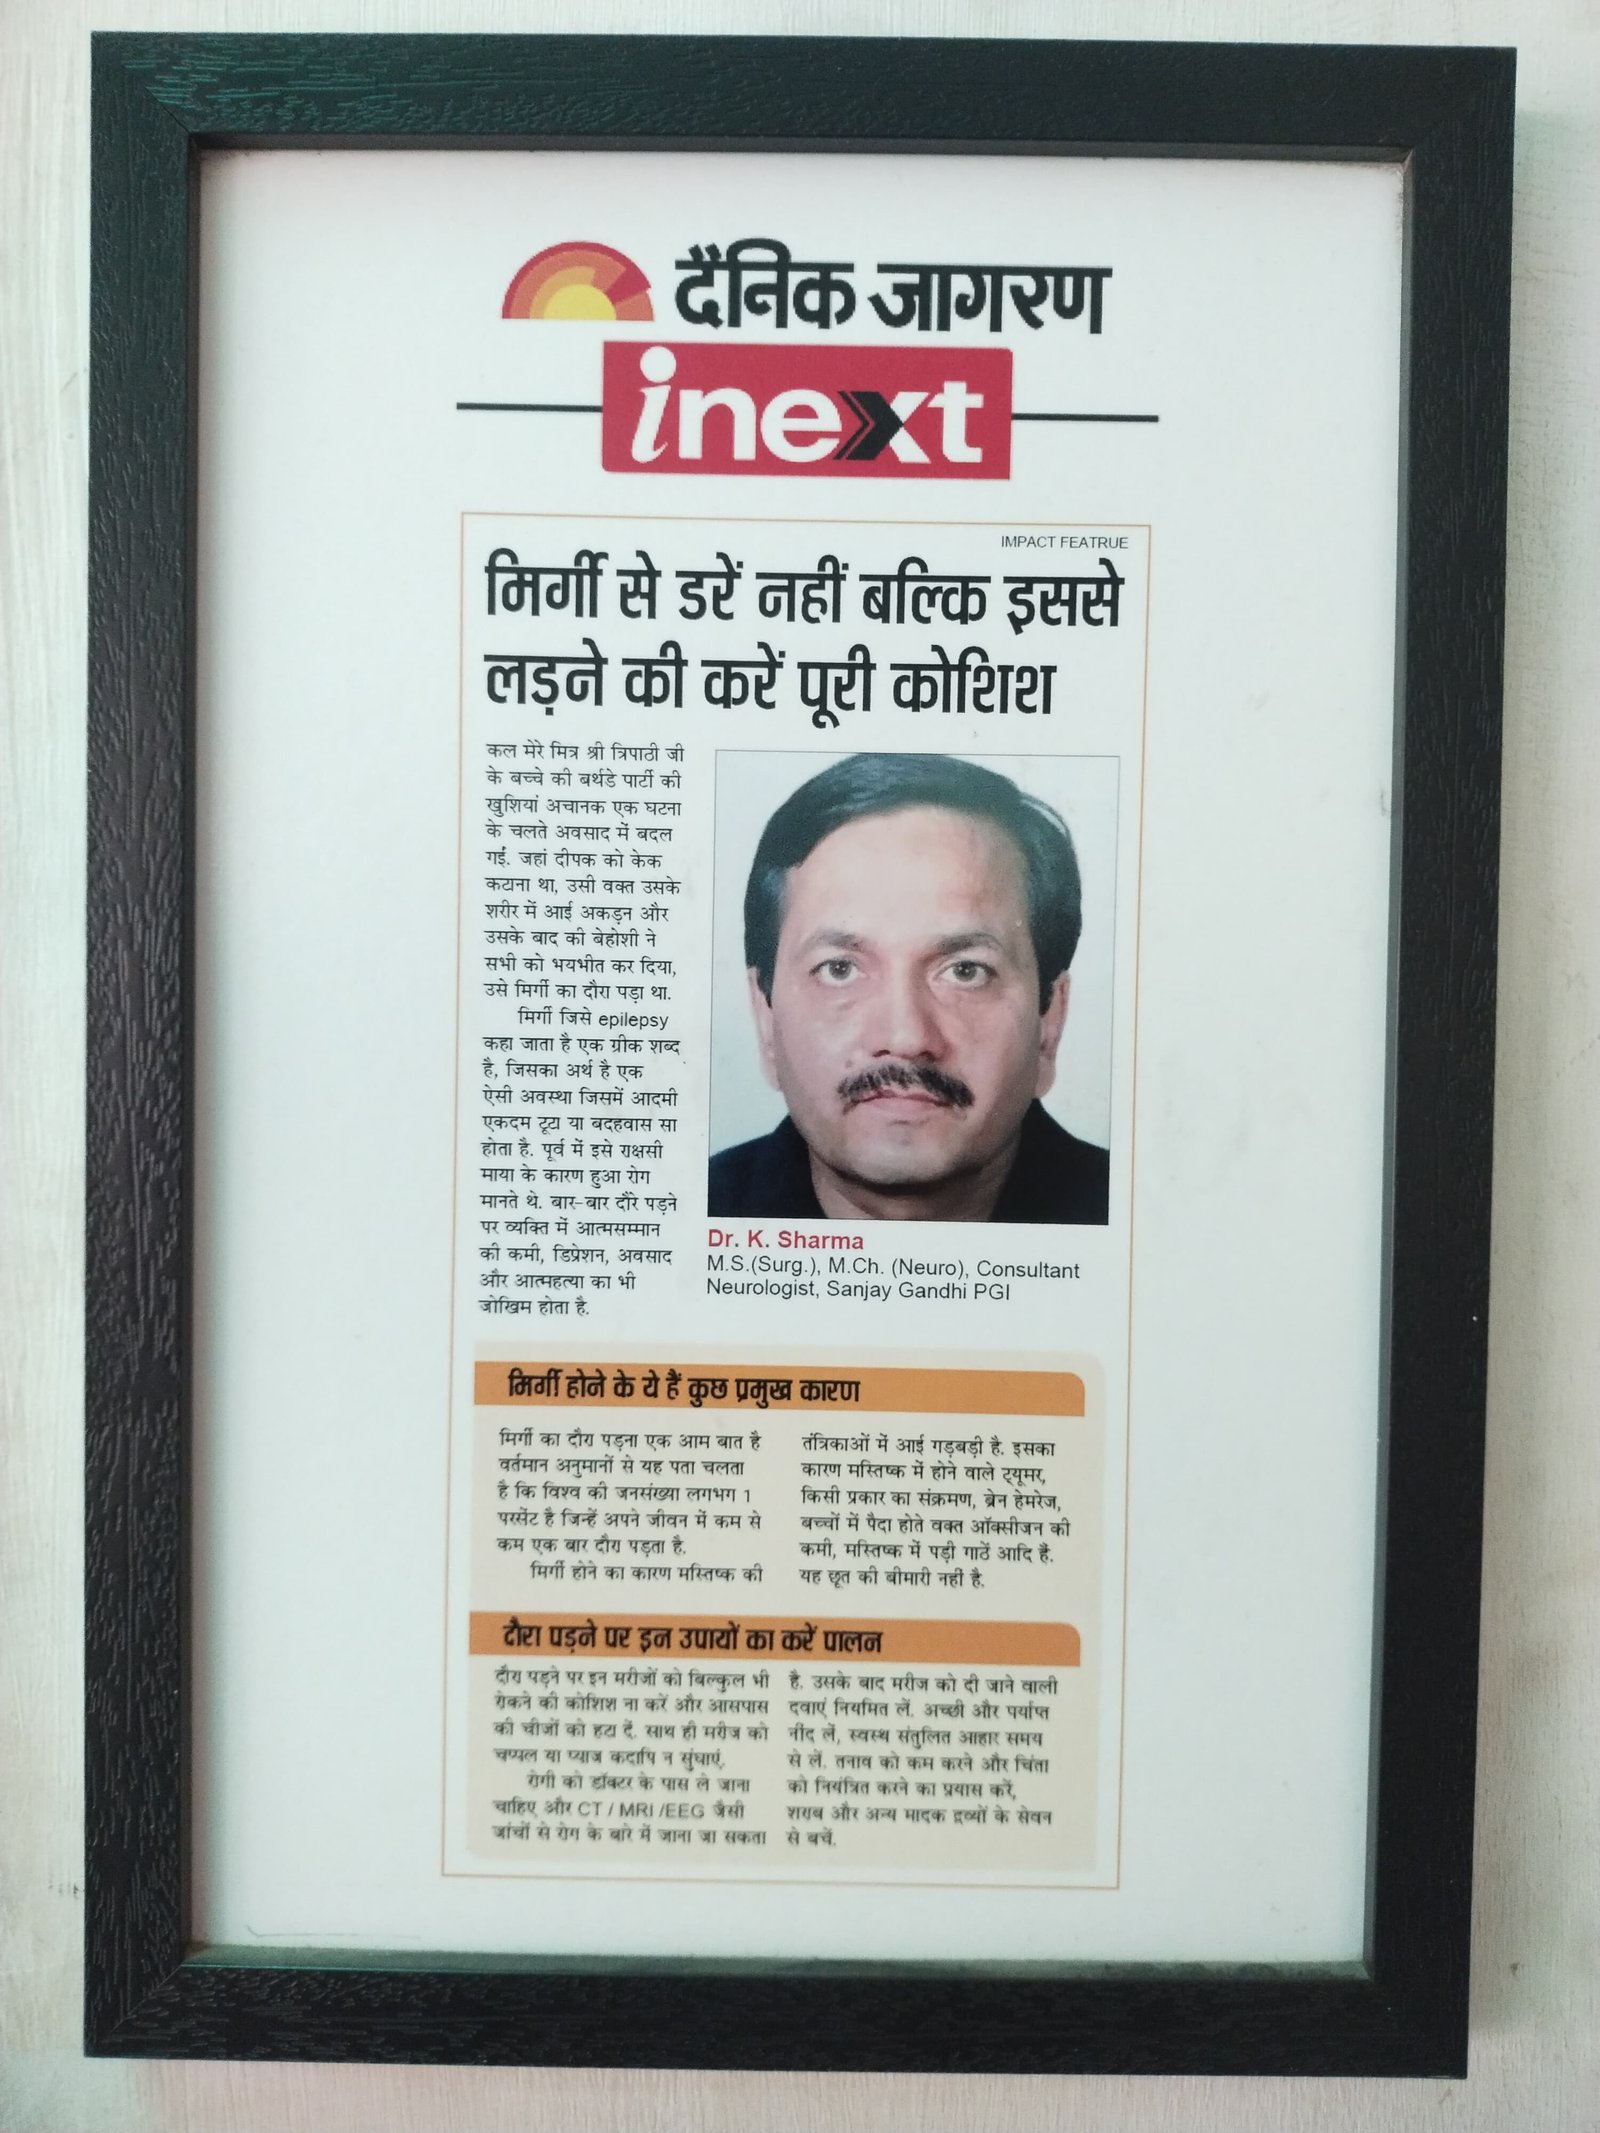 दैनिक जागरण
inext
IMPACT FEATRUE
मिर्गी से डरें नहीं बल्कि इससे
लड़ने की करें पूरी कोशिश
कल मेरे मित्र श्री त्रिपाठी जी
के बच्चे की बर्थडे पार्टी की
खुशियां अचानक एक घटना
के चलते अवसाद में बदल
गईं. जहां दीपक को केक
कटाना था, उसी वक्त उसके
शरीर में आई अकड़न और
उसके बाद की बेहोशी ने
सभी को भयभीत कर दिया,
उसे मिर्गी का दौरा पड़ा था.
मिर्गी जिसे epilepsy
कहा जाता है एक ग्रीक शब्द
है, जिसका अर्थ है एक
ऐसी अवस्था जिसमें आदमी
एकदम टूटा या बदहवास सा
होता है. पूर्व में इसे राक्षसी
माया के कारण हुआ रोग
मानते थे. बार-बार दौरे पड़ने
पर व्यक्ति में आत्मसम्मान
की कमी, डिप्रेशन, अवसाद
और आत्महत्या का भी
जोखिम होता है.
Dr. K. Sharma
M.S.(Surg.), M.Ch. (Neuro), Consultant
Neurologist, Sanjay Gandhi PGI
मिर्गी होने के ये हैं कुछ प्रमुख कारण
मिर्गी का दौरा पड़ना एक आम बात है
वर्तमान अनुमानों से यह पता चलता
है कि विश्व की जनसंख्या लगभग 1
परसेंट है जिन्हें अपने जीवन में कम से
कम एक बार दौरा पड़ता है.
मिर्गी होने का कारण मस्तिष्क की
तंत्रिकाओं में आई गड़बड़ी है. इसका
कारण मस्तिष्क में होने वाले ट्यूमर,
किसी प्रकार का संक्रमण, ब्रेन हेमरेज,
बच्चों में पैदा होते वक्त ऑक्सीजन की
कमी, मस्तिष्क में पड़ी गाठें आदि हैं.
यह छूत की बीमारी नहीं है.
दौरा पड़ने पर इन उपायों का करें पालन
दौरा पड़ने पर इन मरीजों को बिल्कुल भी
रोकने की कोशिश ना करें और आसपास
की चीजों को हटा दें. साथ ही मरीज को
चप्पल या प्याज कदापि न सुंघाएं.
रोगी को डॉक्टर के पास ले जाना
चाहिए और CT / MRI /EEG जैसी
जांचों से रोग के बारे में जाना जा सकता
है. उसके बाद मरीज को दी जाने वाली
दवाएं नियमित लें. अच्छी और पर्याप्त
नींद लें, स्वस्थ संतुलित आहार समय
से लें. तनाव को कम करने और चिंता
को नियंत्रित करने का प्रयास करें,
शराब और अन्य मादक द्रव्यों के सेवन
से बचें.